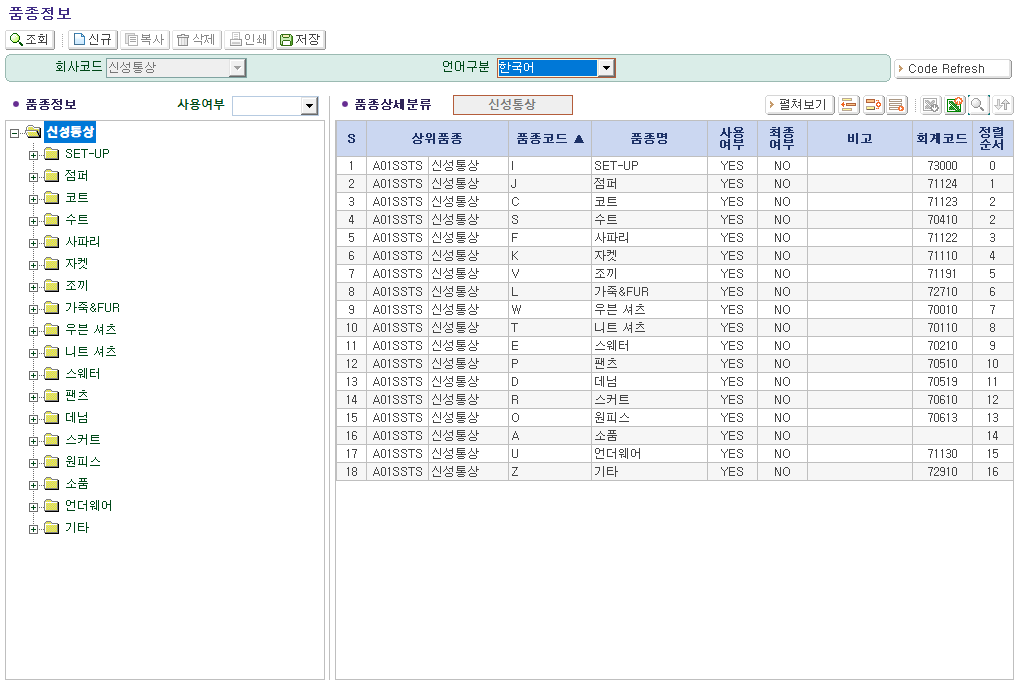 품종정보
조회 신규 복사 삭제 인쇄 저장
회사코드 신성통상 언어구분 한국어 Code Refresh
품종정보 사용여부
신성통상
SET-UP
점퍼
코트
수트
사파리
자켓
조끼
가죽&FUR
우븐 셔츠
니트 셔츠
스웨터
팬츠
데님
스커트
원피스
소품
언더웨어
기타
품종상세분류 신성통상 펼쳐보기
S 상위품종 품종코드 ▲ 품종명 사용여부 최종여부 비고 회계코드 정렬순서
1 A01SSTS 신성통상 I SET-UP YES NO 73000 0
2 A01SSTS 신성통상 J 점퍼 YES NO 71124 1
3 A01SSTS 신성통상 C 코트 YES NO 71123 2
4 A01SSTS 신성통상 S 수트 YES NO 70410 2
5 A01SSTS 신성통상 F 사파리 YES NO 71122 3
6 A01SSTS 신성통상 K 자켓 YES NO 71110 4
7 A01SSTS 신성통상 V 조끼 YES NO 71191 5
8 A01SSTS 신성통상 L 가죽&FUR YES NO 72710 6
9 A01SSTS 신성통상 W 우븐 셔츠 YES NO 70010 7
10 A01SSTS 신성통상 T 니트 셔츠 YES NO 70110 8
11 A01SSTS 신성통상 E 스웨터 YES NO 70210 9
12 A01SSTS 신성통상 P 팬츠 YES NO 70510 10
13 A01SSTS 신성통상 D 데님 YES NO 70519 11
14 A01SSTS 신성통상 R 스커트 YES NO 70610 12
15 A01SSTS 신성통상 O 원피스 YES NO 70613 13
16 A01SSTS 신성통상 A 소품 YES NO 14
17 A01SSTS 신성통상 U 언더웨어 YES NO 71130 15
18 A01SSTS 신성통상 Z 기타 YES NO 72910 16